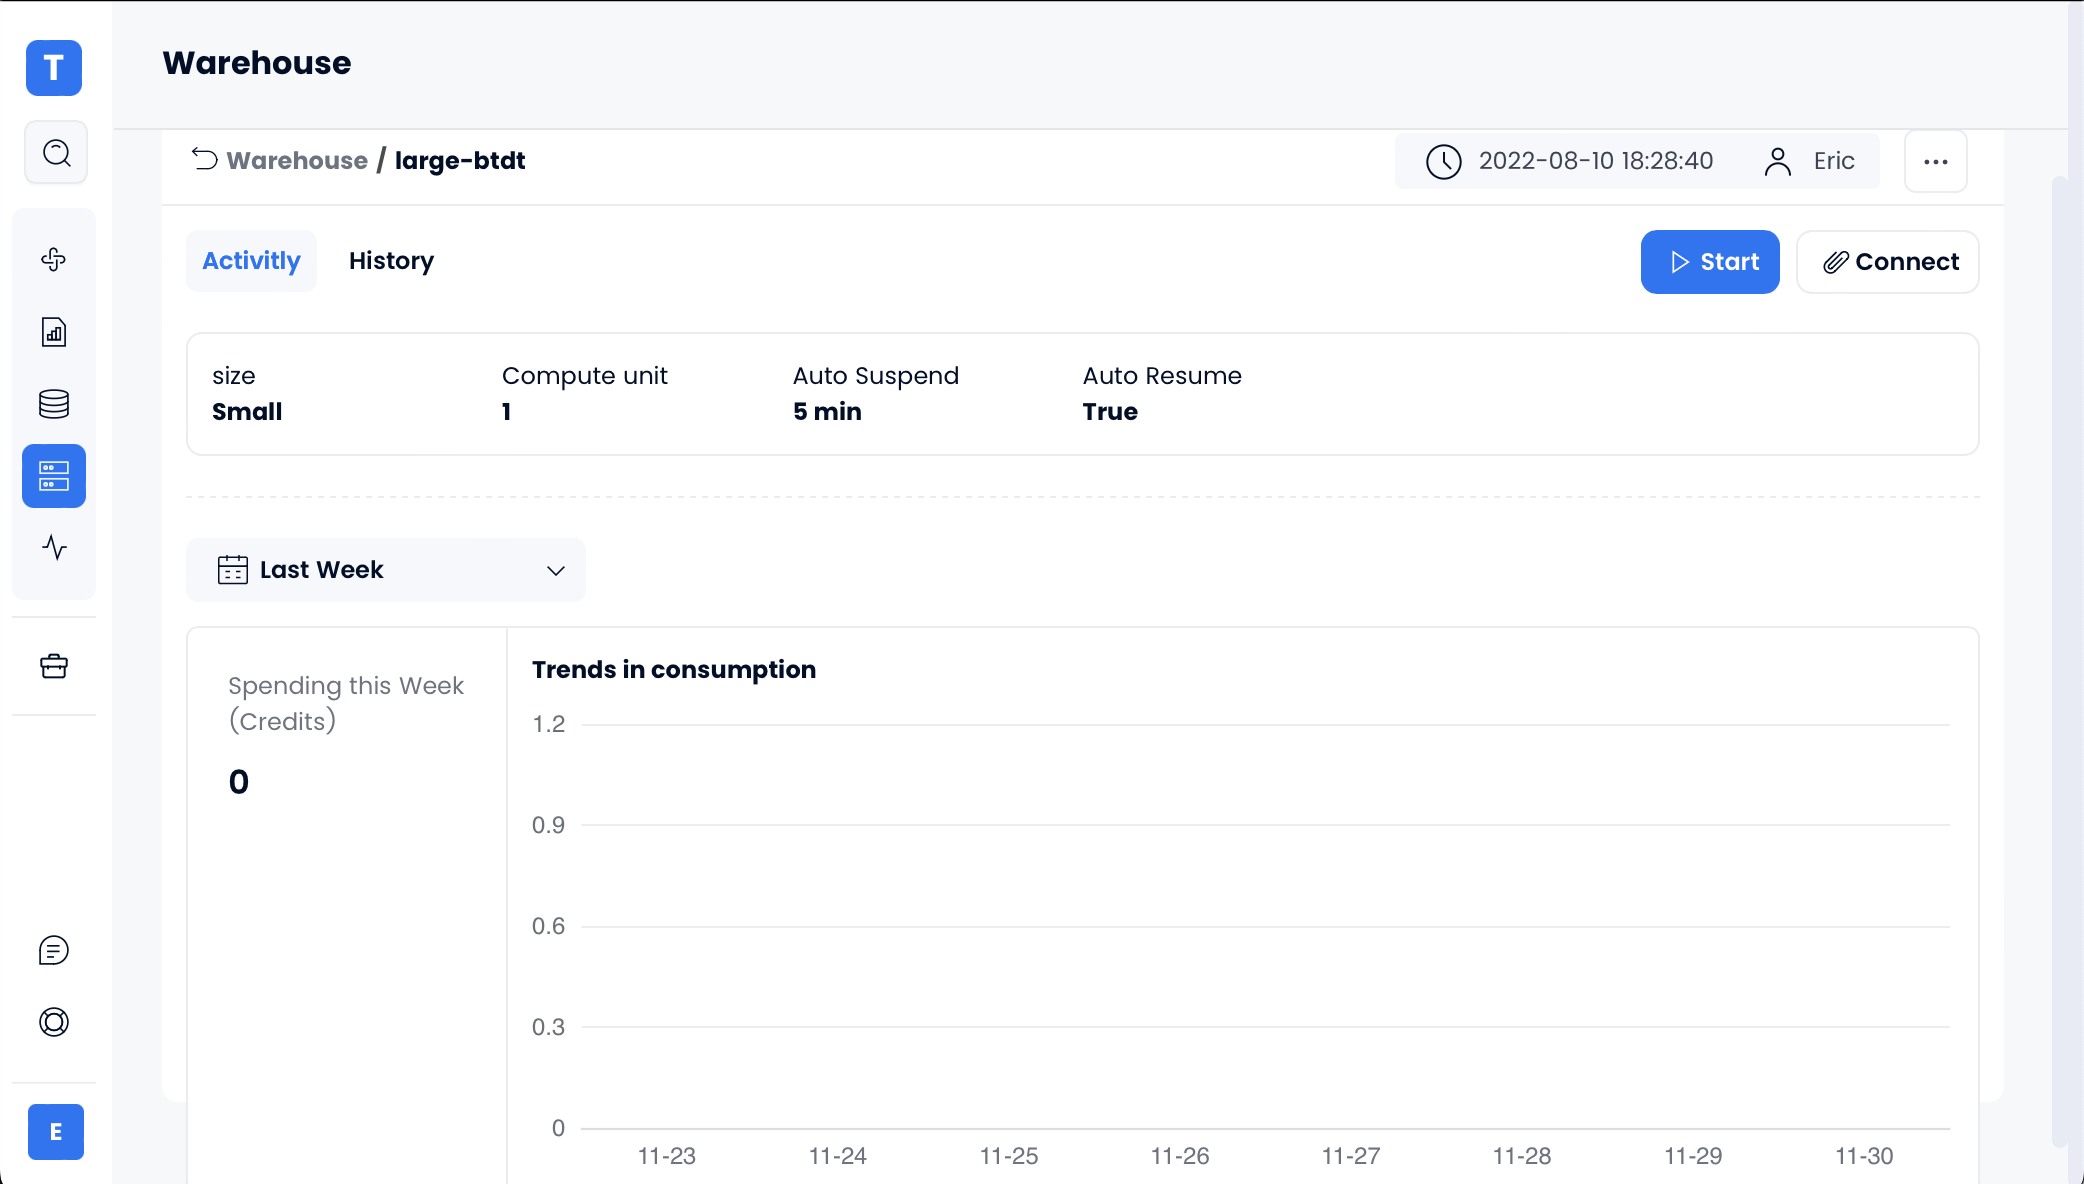 T
Warehouse
Warehouse / large-btdt
2022-08-10 18:28:40
Eric
Activitly
History
Start
Connect
size
Small
Compute unit
1
Auto Suspend
5 min
Auto Resume
True
Last Week
Spending this Week
(Credits)
0
Trends in consumption
1.2
0.9
0.6
0.3
0
11-23
11-24
11-25
11-26
11-27
11-28
11-29
11-30
E